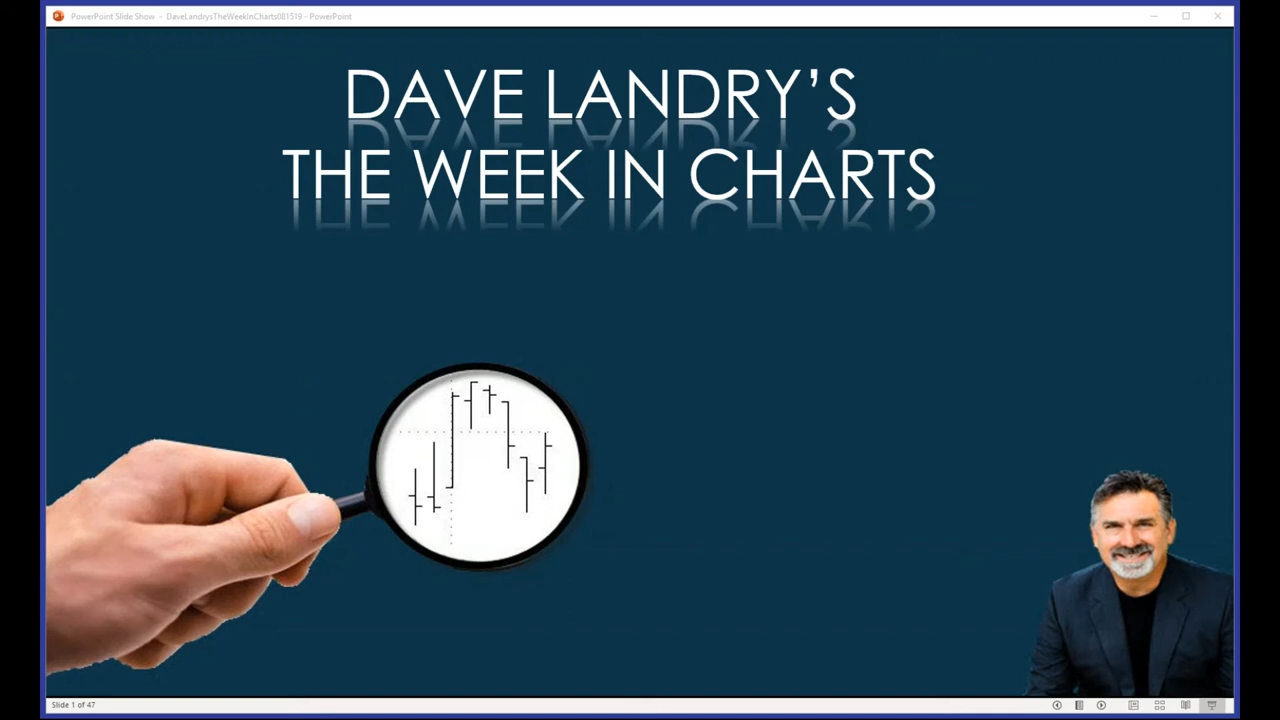 PowerPoint Slide Show - DaveLandrysTheWeekInCharts081519 - PowerPoint
DAVE LANDRY'S
THE WEEK IN CHARTS
Slide 1 of 47